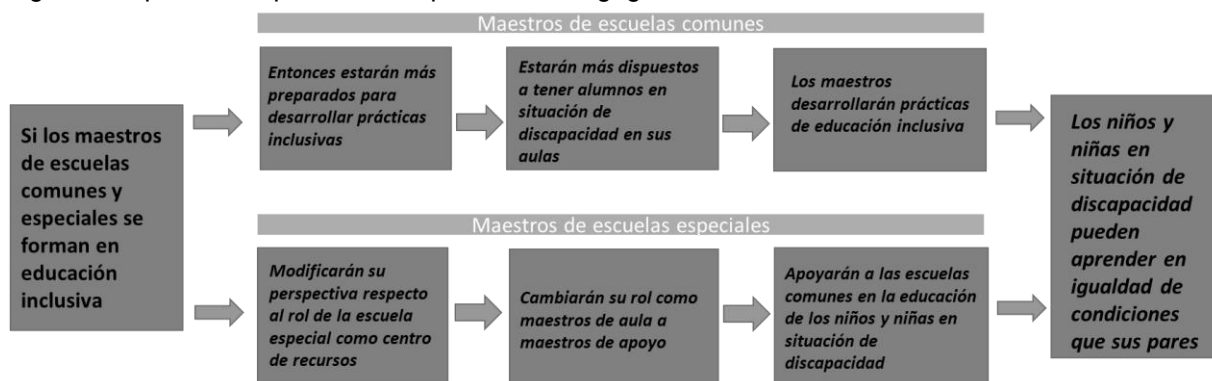 Maestros de escuelas comunes
Si los maestros
de escuelas
comunes y
especiales se
forman en
educación
inclusiva
Entonces estarán más
preparados para
desarrollar prácticas
inclusivas
Estarán más dispuestos
a tener alumnos en
situación de
discapacidad en sus
aulas
Los maestros
desarrollarán prácticas
de educación inclusiva
Maestros de escuelas especiales
Modificarán su
perspectiva respecto
al rol de la escuela
especial como centro
de recursos
Cambiarán su rol como
maestros de aula a
maestros de apoyo
Apoyarán a las escuelas
comunes en la educación
de los niños y niñas en
situación de
discapacidad
Los niños y
niñas en
situación de
discapacidad
pueden
aprender en
igualdad de
condiciones
que sus pares